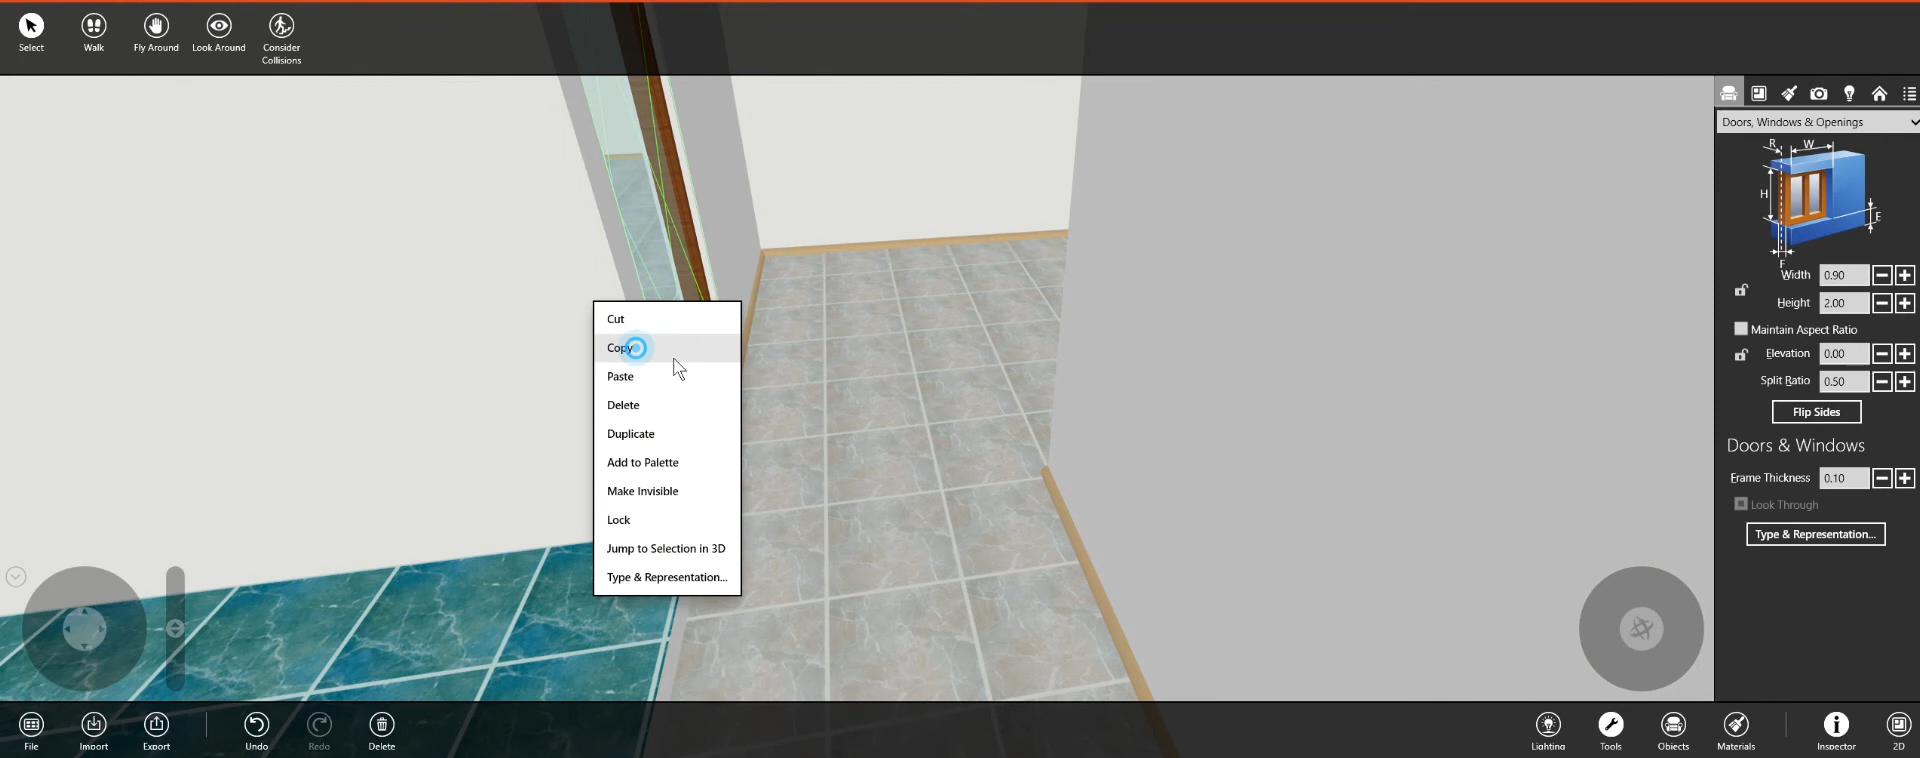 Select
Walk
Fly Around
Look Around
Consider
Collisions
Doors, Windows & Openings
R
W
H
E
F
Width 0.90
Height 2.00
Maintain Aspect Ratio
Elevation 0.00
Split Ratio 0.50
Flip Sides
Doors & Windows
Frame Thickness 0.10
Look Through
Type & Representation...
Cut
Copy
Paste
Delete
Duplicate
Add to Palette
Make Invisible
Lock
Jump to Selection in 3D
Type & Representation...
File
Import
Export
Undo
Redo
Delete
Lighting
Tools
Objects
Materials
Inspector
2D